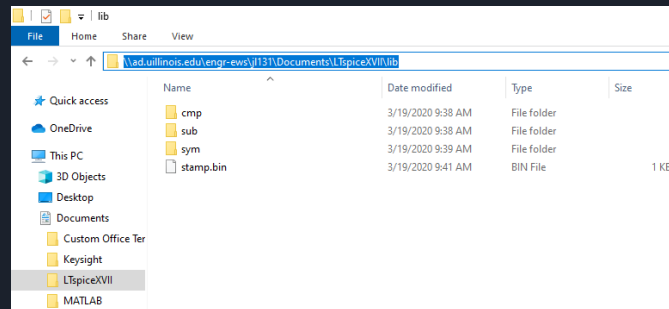 lib
File Home Share View
\\ad.uillinois.edu\engr-ews\jl131\Documents\LTspiceXVII\lib
Name Date modified Type Size
Quick access
OneDrive
This PC
3D Objects
Desktop
Documents
Custom Office Ter
Keysight
LTspiceXVII
MATLAB
cmp 3/19/2020 9:38 AM File folder
sub 3/19/2020 9:38 AM File folder
sym 3/19/2020 9:39 AM File folder
stamp.bin 3/19/2020 9:41 AM BIN File 1 KB